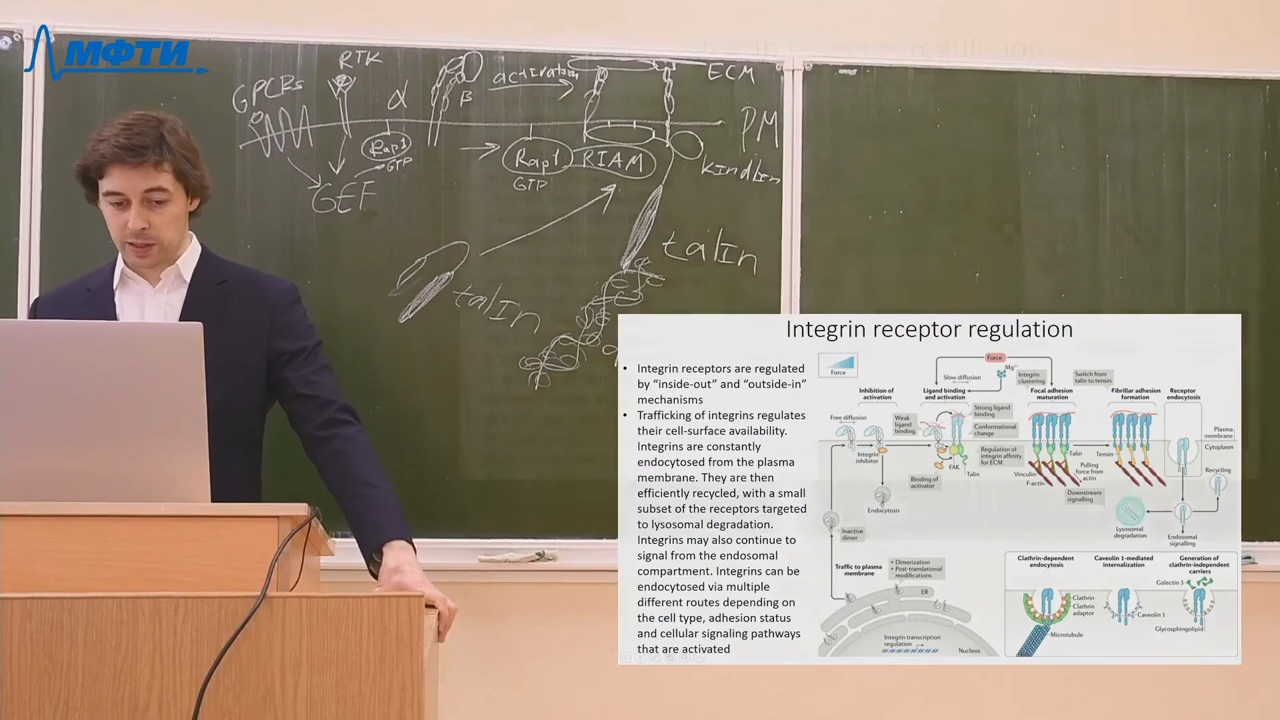 МФТИ
GPCRs
RTK
α
β
activation
ECM
PM
Rap1
GTP
GEF
Rap1
GTP
RIAM
kindlin
talin
talin
Integrin receptor regulation
• Integrin receptors are regulated
by “inside-out” and “outside-in”
mechanisms
• Trafficking of integrins regulates
their cell-surface availability.
Integrins are constantly
endocytosed from the plasma
membrane. They are then
efficiently recycled, with a small
subset of the receptors targeted
to lysosomal degradation.
Integrins may also continue to
signal from the endosomal
compartment. Integrins can be
endocytosed via multiple
different routes depending on
the cell type, adhesion status
and cellular signaling pathways
that are activated
Force
Force
Mg²⁺
Slow diffusion
Integrin
clustering
Switch from
talin to tensin
Inhibition of
activation
Ligand binding
and activation
Focal adhesion
maturation
Fibrillar adhesion
formation
Receptor
endocytosis
Free diffusion
Weak
ligand
binding
Strong ligand
binding
Conformational
change
Regulation of
integrin affinity
for ECM
Integrin
inhibitor
FAK
Talin
Binding of
activator
Endocytosis
Talin
Vinculin
F-actin
Pulling
force from
actin
Downstream
signalling
Tensin
Plasma
membrane
Cytoplasm
Recycling
Lysosomal
degradation
Endosomal
signalling
Inactive
dimer
Traffic to plasma
membrane
• Dimerization
• Post-translational
modifications
ER
Integrin transcription
regulation
Nucleus
Clathrin-dependent
endocytosis
Caveolin 1-mediated
internalization
Generation of
clathrin-independent
carriers
Galectin 3
Clathrin
Clathrin
adaptor
Microtubule
Caveolin 1
Glycosphingolipid